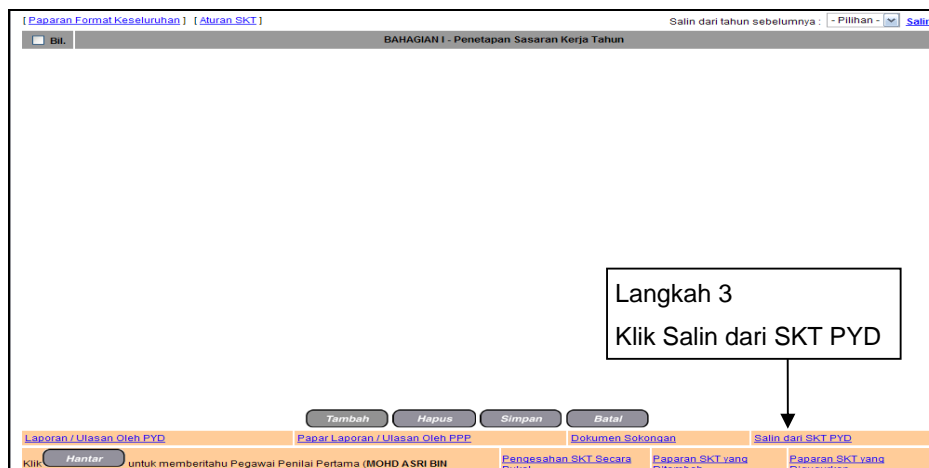 [ Paparan Format Keseluruhan ] [ Aturan SKT ] Salin dari tahun sebelumnya : - Pilihan - Salin
Bil. BAHAGIAN I - Penetapan Sasaran Kerja Tahun
Langkah 3
Klik Salin dari SKT PYD
Tambah Hapus Simpan Batal
Laporan / Ulasan Oleh PYD Papar Laporan / Ulasan Oleh PPP Dokumen Sokongan Salin dari SKT PYD
Klik Hantar untuk memberitahu Pegawai Penilai Pertama (MOHD ASRI BIN Pengesahan SKT Secara Paparan SKT yang Paparan SKT yang